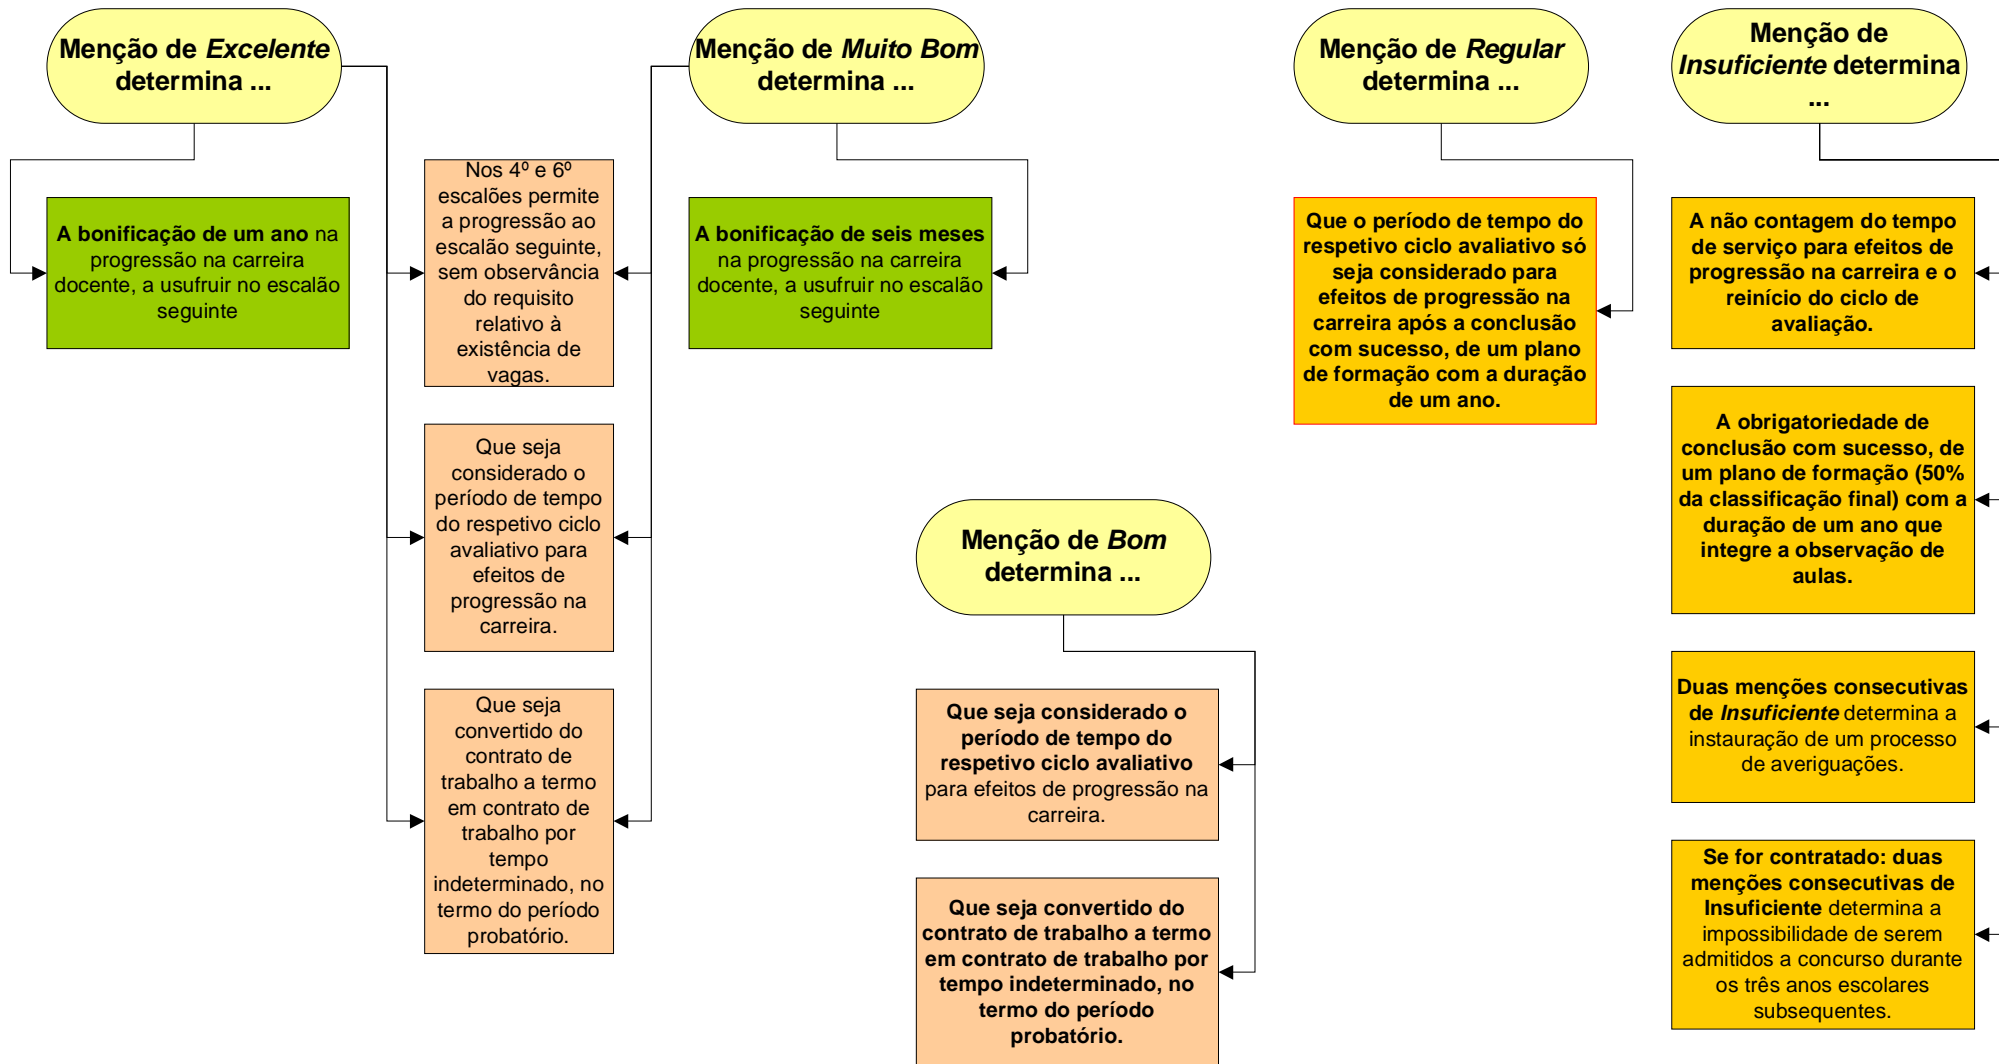 Menção de Excelente
determina ...
A bonificação de um ano na
progressão na carreira
docente, a usufruir no escalão
seguinte
Nos 4º e 6º
escalões permite
a progressão ao
escalão seguinte,
sem observância
do requisito
relativo à
existência de
vagas.
Que seja
considerado o
período de tempo
do respetivo ciclo
avaliativo para
efeitos de
progressão na
carreira.
Que seja
convertido do
contrato de
trabalho a termo
em contrato de
trabalho por
tempo
indeterminado, no
termo do período
probatório.
Menção de Muito Bom
determina ...
A bonificação de seis meses
na progressão na carreira
docente, a usufruir no escalão
seguinte
Menção de Bom
determina ...
Que seja considerado o
período de tempo do
respetivo ciclo avaliativo
para efeitos de progressão na
carreira.
Que seja convertido do
contrato de trabalho a termo
em contrato de trabalho por
tempo indeterminado, no
termo do período
probatório.
Menção de Regular
determina ...
Que o período de tempo do
respetivo ciclo avaliativo só
seja considerado para
efeitos de progressão na
carreira após a conclusão
com sucesso, de um plano
de formação com a duração
de um ano.
Menção de
Insuficiente determina
...
A não contagem do tempo
de serviço para efeitos de
progressão na carreira e o
reinício do ciclo de
avaliação.
A obrigatoriedade de
conclusão com sucesso, de
um plano de formação (50%
da classificação final) com a
duração de um ano que
integre a observação de
aulas.
Duas menções consecutivas
de Insuficiente determina a
instauração de um processo
de averiguações.
Se for contratado: duas
menções consecutivas de
Insuficiente determina a
impossibilidade de serem
admitidos a concurso durante
os três anos escolares
subsequentes.